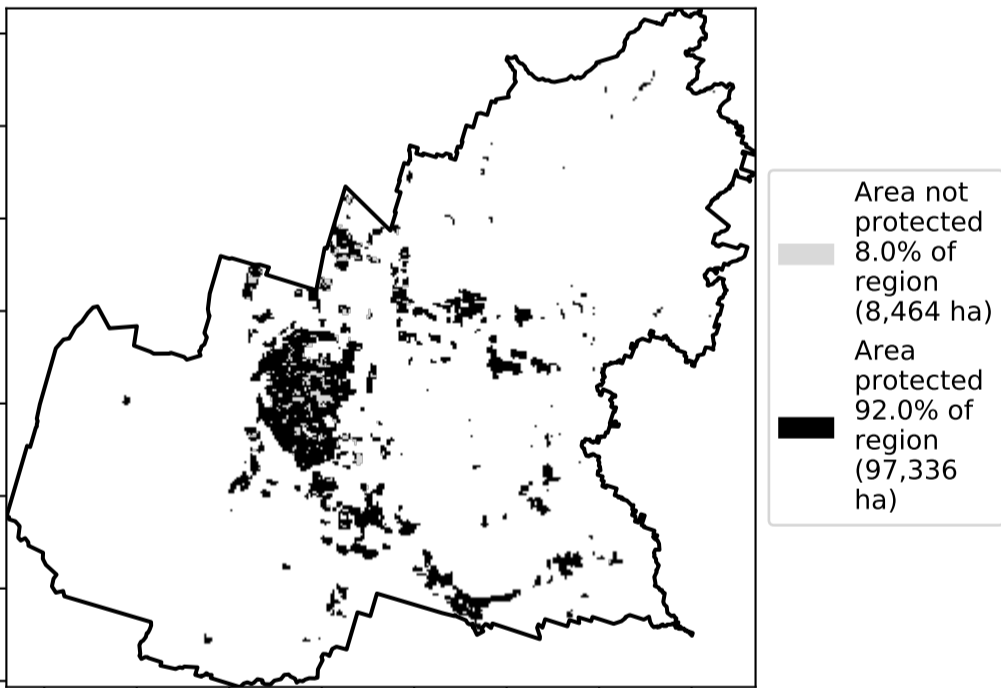 Area not
protected
8.0% of
region
(8,464 ha)
Area
protected
92.0% of
region
(97,336
ha)